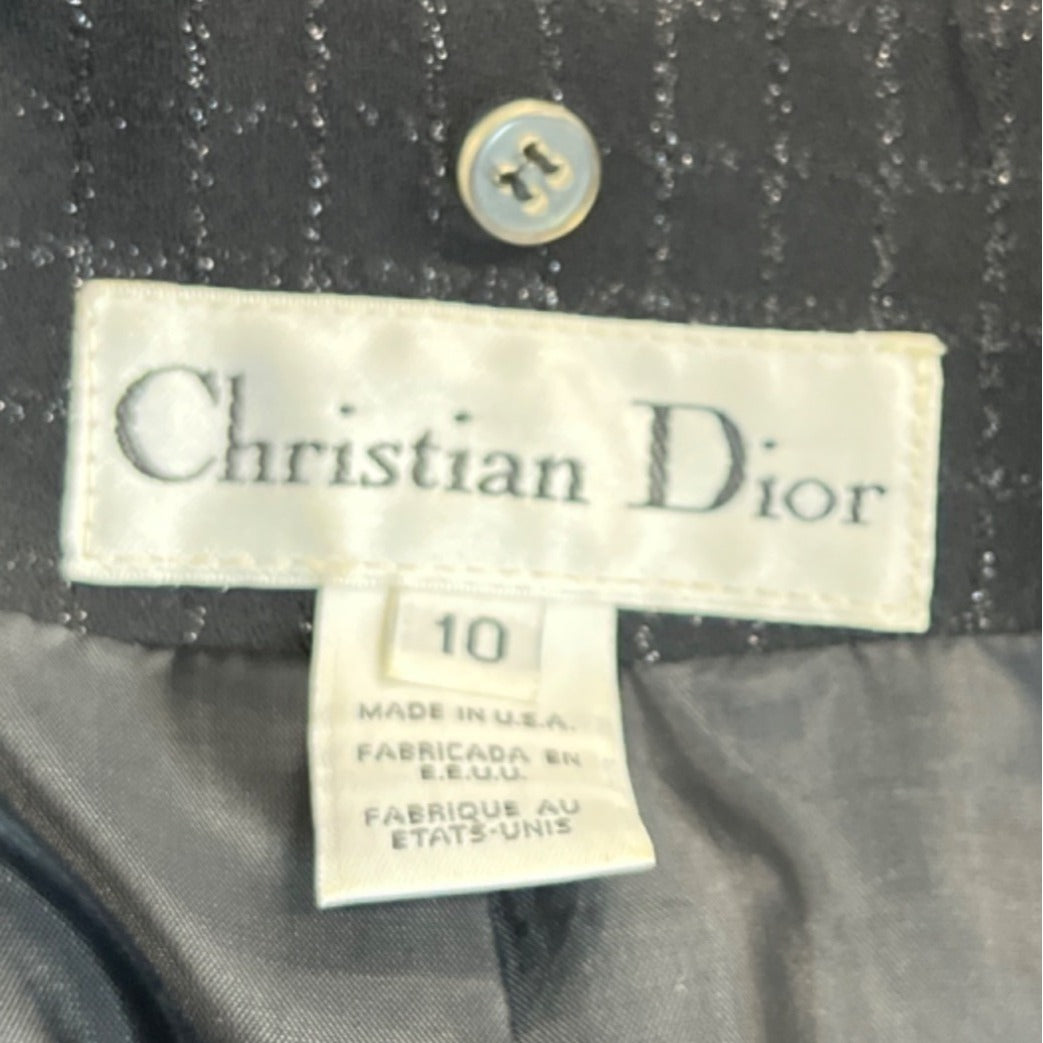 Christian Dior
10
MADE IN U.S.A.
FABRICADA EN
E.E.U.U.
FABRIQUE AU
ETATS-UNIS